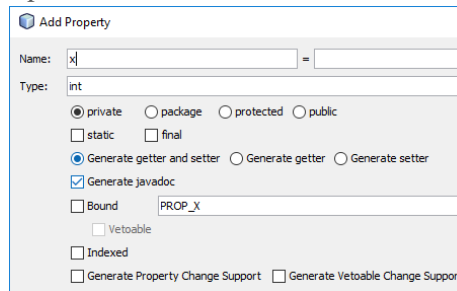 Add Property
Name: x =
Type: int
private package protected public
static final
Generate getter and setter Generate getter Generate setter
Generate javadoc
Bound PROP_X
Vetoable
Indexed
Generate Property Change Support Generate Vetoable Change Suppor